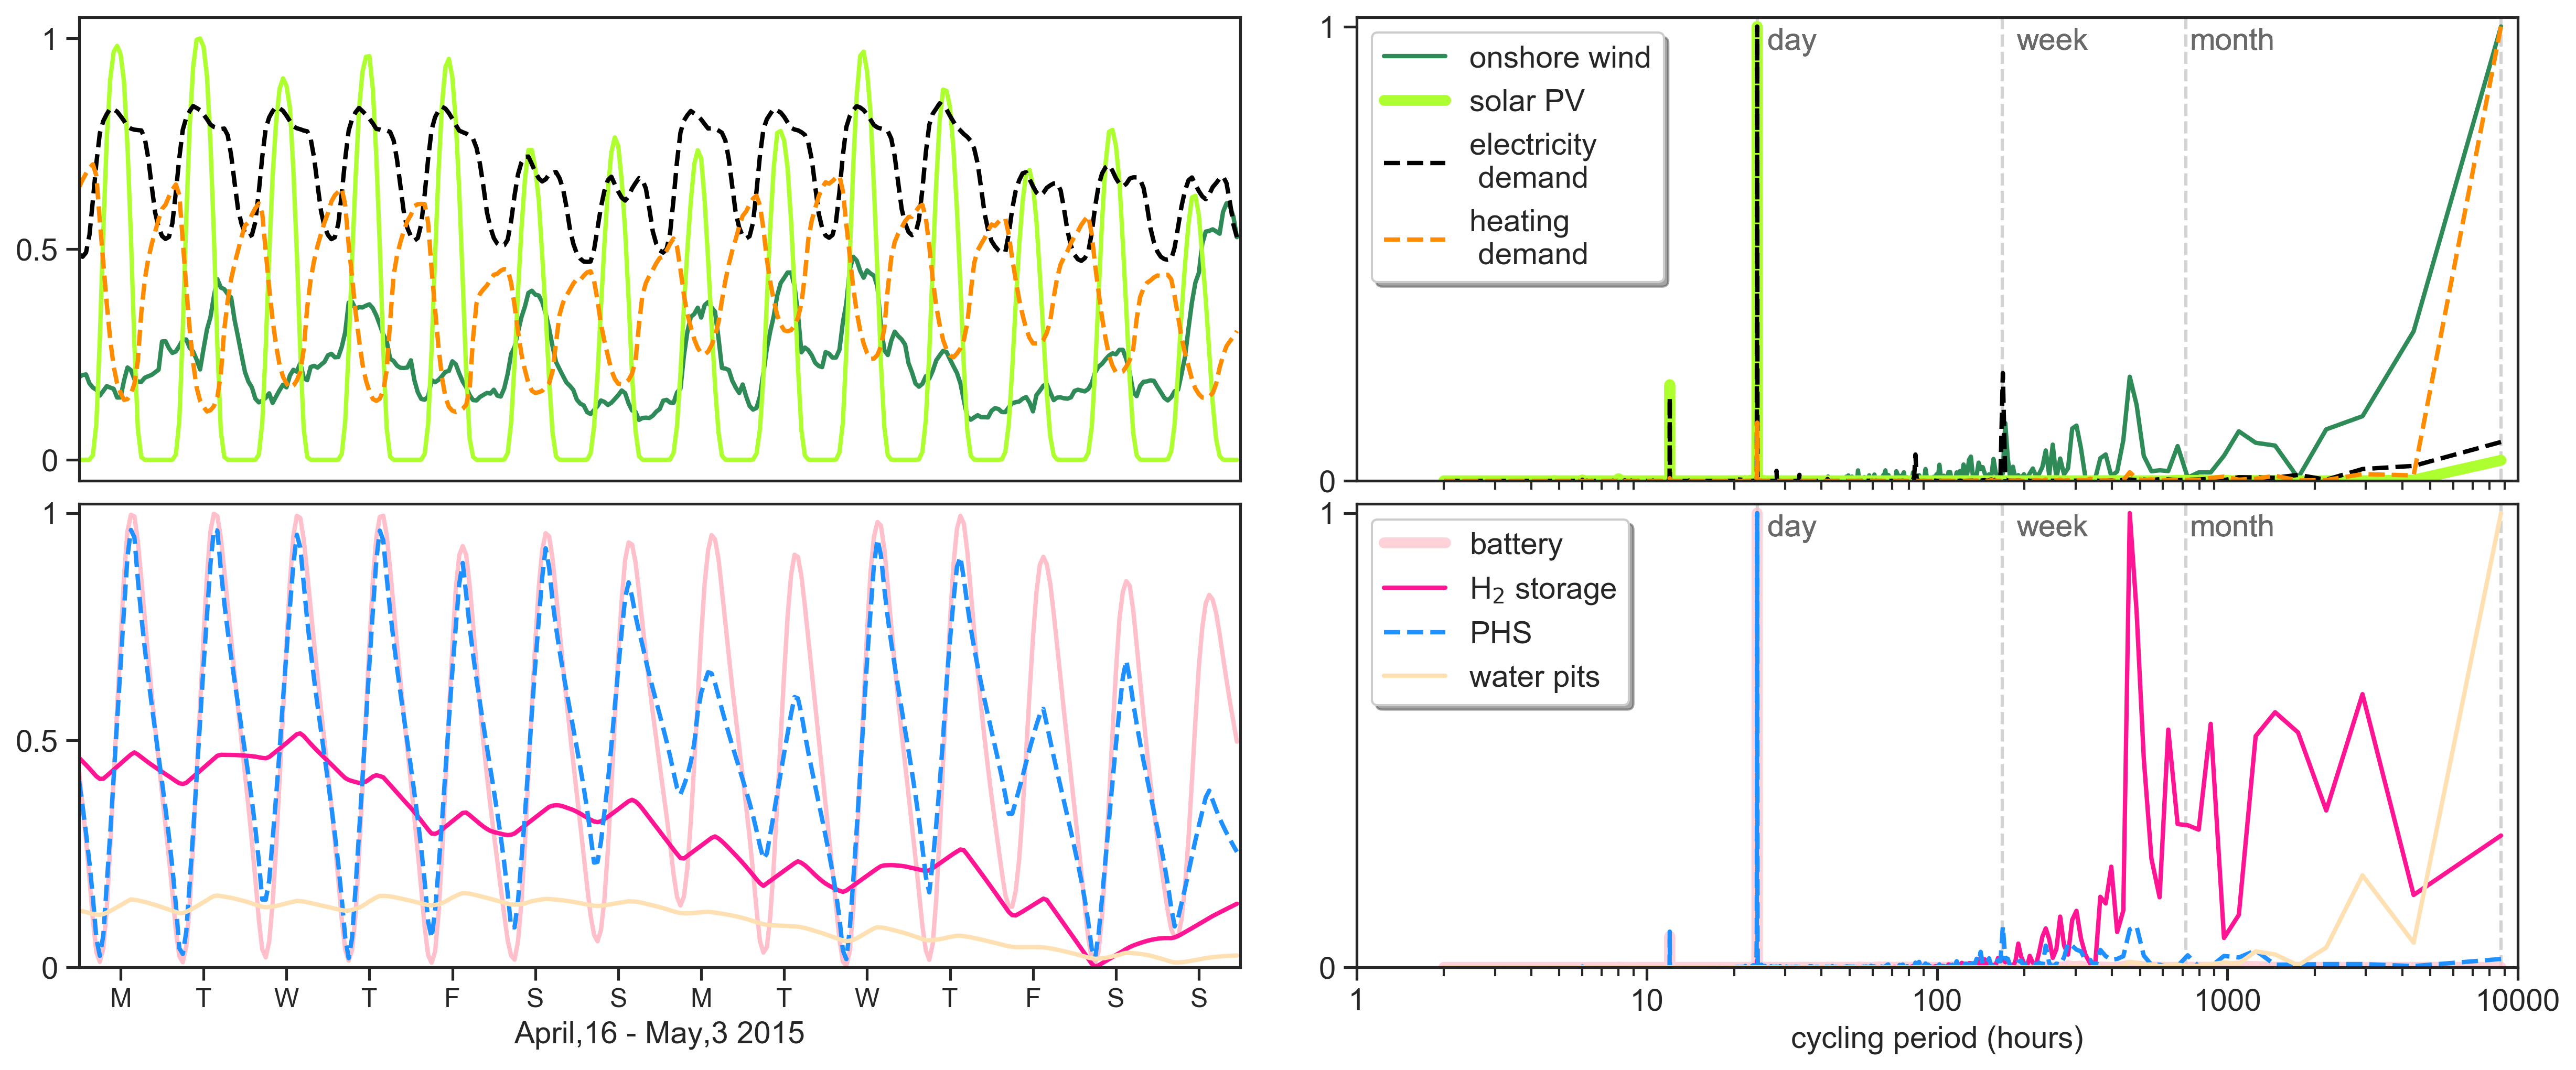 1
0.5
0
1
0
day
week
month
onshore wind
solar PV
electricity
demand
heating
demand
1
0.5
0
M T W T F S S M T W T F S S
April,16 - May,3 2015
1
0
day
week
month
battery
H₂ storage
PHS
water pits
1 10 100 1000 10000
cycling period (hours)